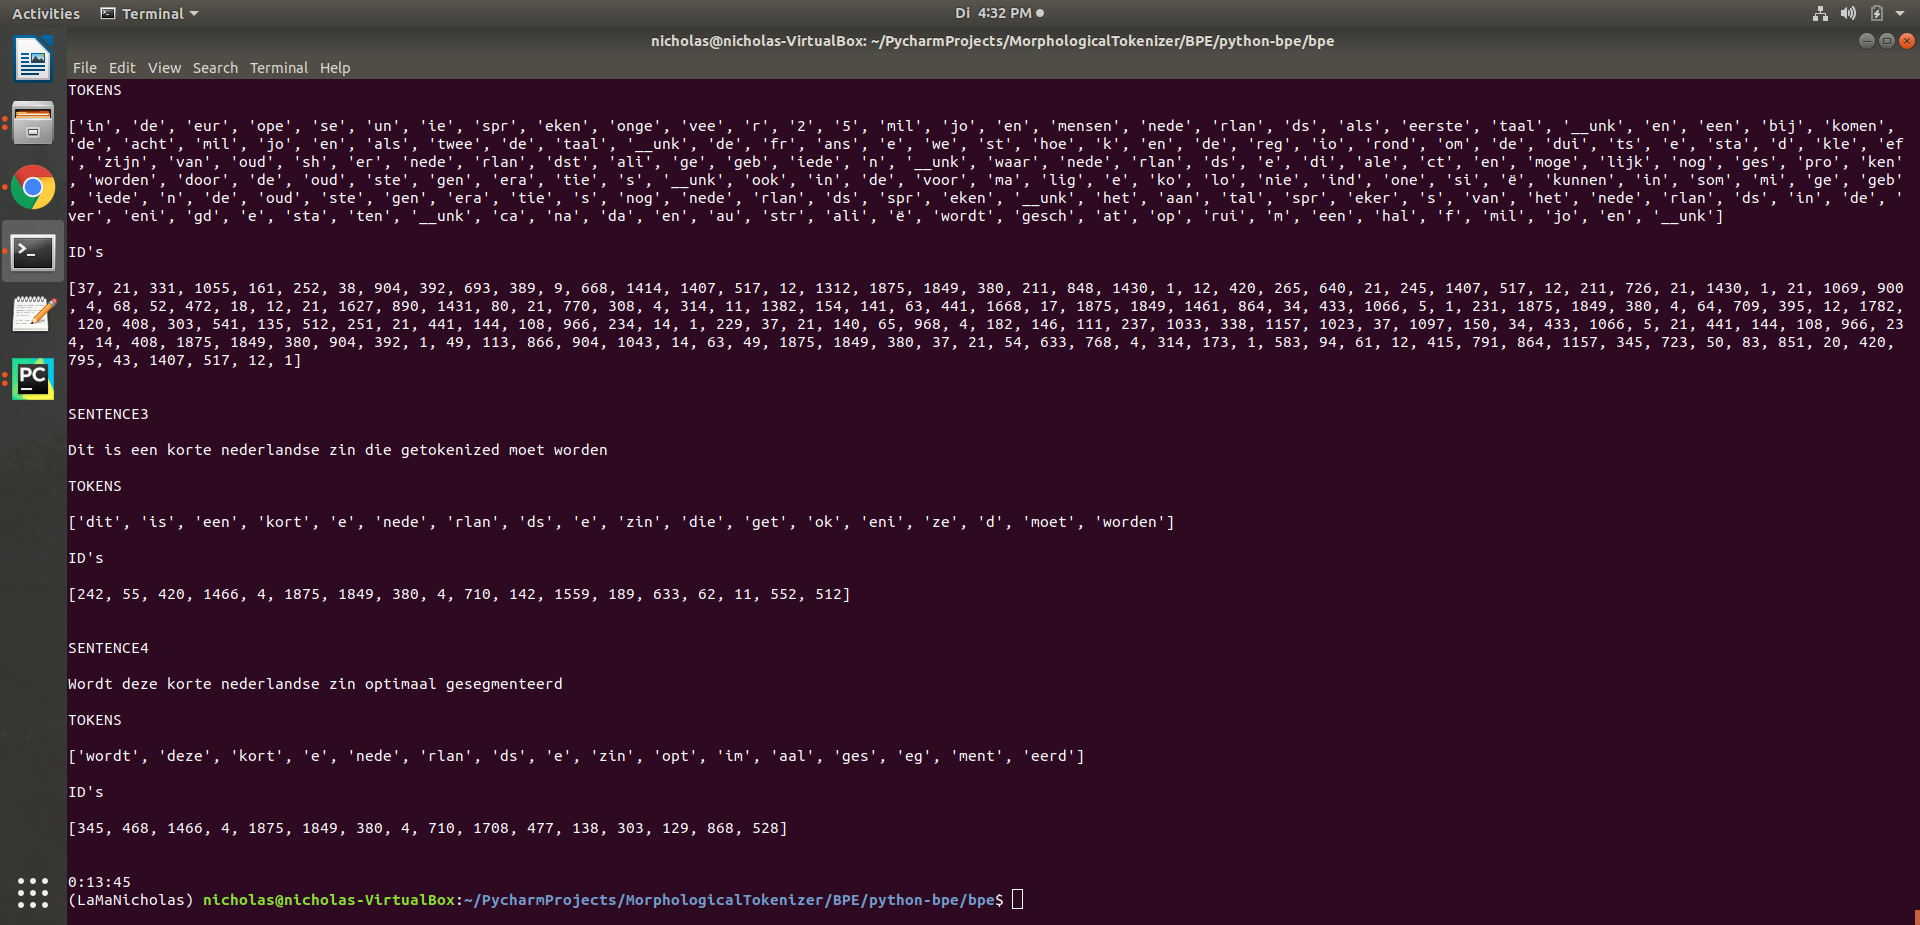 Activities Terminal Di 4:32 PM
nicholas@nicholas-VirtualBox: ~/PycharmProjects/MorphologicalTokenizer/BPE/python-bpe/bpe
File Edit View Search Terminal Help
TOKENS
['in', 'de', 'eur', 'ope', 'se', 'un', 'ie', 'spr', 'eken', 'onge', 'vee', 'r', '2', '5', 'mil', 'jo', 'en', 'mensen', 'nede', 'rlan', 'ds', 'als', 'eerste', 'taal', '__unk', 'en', 'een', 'bij', 'komen',
'de', 'acht', 'mil', 'jo', 'en', 'als', 'twee', 'de', 'taal', '__unk', 'de', 'fr', 'ans', 'e', 'we', 'st', 'hoe', 'k', 'en', 'de', 'reg', 'io', 'rond', 'om', 'de', 'dui', 'ts', 'e', 'sta', 'd', 'kle', 'ef
', 'zijn', 'van', 'oud', 'sh', 'er', 'nede', 'rlan', 'dst', 'ali', 'ge', 'geb', 'iede', 'n', '__unk', 'waar', 'nede', 'rlan', 'ds', 'e', 'di', 'ale', 'ct', 'en', 'moge', 'lijk', 'nog', 'ges', 'pro', 'ken'
, 'worden', 'door', 'de', 'oud', 'ste', 'gen', 'era', 'tie', 's', '__unk', 'ook', 'in', 'de', 'voor', 'ma', 'lig', 'e', 'ko', 'lo', 'nie', 'ind', 'one', 'si', 'ë', 'kunnen', 'in', 'som', 'mi', 'ge', 'geb'
, 'iede', 'n', 'de', 'oud', 'ste', 'gen', 'era', 'tie', 's', 'nog', 'nede', 'rlan', 'ds', 'spr', 'eken', '__unk', 'het', 'aan', 'tal', 'spr', 'eker', 's', 'van', 'het', 'nede', 'rlan', 'ds', 'in', 'de', '
ver', 'eni', 'gd', 'e', 'sta', 'ten', '__unk', 'ca', 'na', 'da', 'en', 'au', 'str', 'ali', 'ë', 'wordt', 'gesch', 'at', 'op', 'rui', 'm', 'een', 'hal', 'f', 'mil', 'jo', 'en', '__unk']
ID's
[37, 21, 331, 1055, 161, 252, 38, 904, 392, 693, 389, 9, 668, 1414, 1407, 517, 12, 1312, 1875, 1849, 380, 211, 848, 1430, 1, 12, 420, 265, 640, 21, 245, 1407, 517, 12, 211, 726, 21, 1430, 1, 21, 1069, 900
, 4, 68, 52, 472, 18, 12, 21, 1627, 890, 1431, 80, 21, 770, 308, 4, 314, 11, 1382, 154, 141, 63, 441, 1668, 17, 1875, 1849, 1461, 864, 34, 433, 1066, 5, 1, 231, 1875, 1849, 380, 4, 64, 709, 395, 12, 1782,
120, 408, 303, 541, 135, 512, 251, 21, 441, 144, 108, 966, 234, 14, 1, 229, 37, 21, 140, 65, 968, 4, 182, 146, 111, 237, 1033, 338, 1157, 1023, 37, 1097, 150, 34, 433, 1066, 5, 21, 441, 144, 108, 966, 23
4, 14, 408, 1875, 1849, 380, 904, 392, 1, 49, 113, 866, 904, 1043, 14, 63, 49, 1875, 1849, 380, 37, 21, 54, 633, 768, 4, 314, 173, 1, 583, 94, 61, 12, 415, 791, 864, 1157, 345, 723, 50, 83, 851, 20, 420,
795, 43, 1407, 517, 12, 1]
SENTENCE3
Dit is een korte nederlandse zin die getokenized moet worden
TOKENS
['dit', 'is', 'een', 'kort', 'e', 'nede', 'rlan', 'ds', 'e', 'zin', 'die', 'get', 'ok', 'eni', 'ze', 'd', 'moet', 'worden']
ID's
[242, 55, 420, 1466, 4, 1875, 1849, 380, 4, 710, 142, 1559, 189, 633, 62, 11, 552, 512]
SENTENCE4
Wordt deze korte nederlandse zin optimaal gesegmenteerd
TOKENS
['wordt', 'deze', 'kort', 'e', 'nede', 'rlan', 'ds', 'e', 'zin', 'opt', 'im', 'aal', 'ges', 'eg', 'ment', 'eerd']
ID's
[345, 468, 1466, 4, 1875, 1849, 380, 4, 710, 1708, 477, 138, 303, 129, 868, 528]
0:13:45
(LaMaNicholas) nicholas@nicholas-VirtualBox:~/PycharmProjects/MorphologicalTokenizer/BPE/python-bpe/bpe$
PC